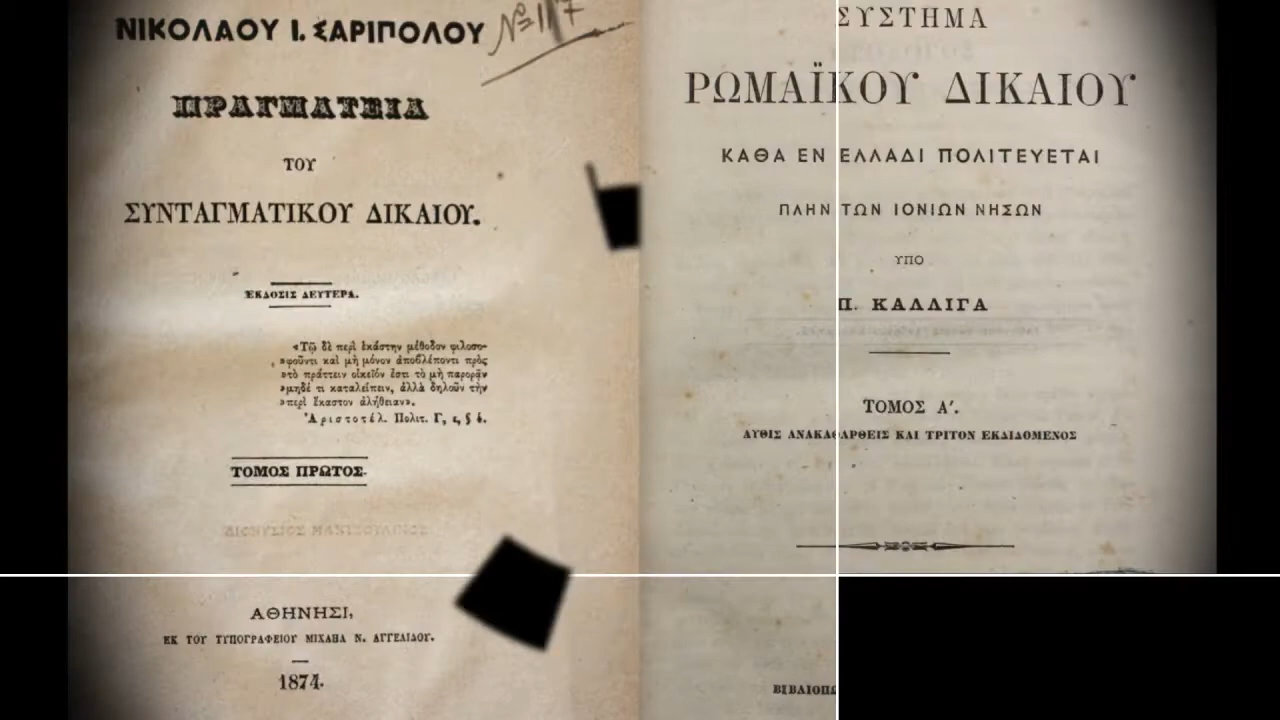 ΝΙΚΟΛΑΟΥ Ι. ΣΑΡΙΠΟΛΟΥ
ΠΡΑΓΜΑΤΕΙΑ
ΤΟΥ
ΣΥΝΤΑΓΜΑΤΙΚΟΥ ΔΙΚΑΙΟΥ.
ΕΚΔΟΣΙΣ ΔΕΥΤΕΡΑ.
«Τῷ δὲ περὶ ἑκάστην μέθοδον φιλοσο-
»φοῦντι καὶ μὴ μόνον ἀποβλέποντι πρὸς
»τὸ πράττειν οἰκεῖόν ἐστι τὸ μὴ παρορᾷν
»μηδέ τι καταλείπειν, ἀλλὰ δηλοῦν τὴν
»περὶ ἕκαστον ἀλήθειαν».
Ἀριστοτέλ. Πολιτ. Γ, ε, §
ΤΟΜΟΣ ΠΡΩΤΟΣ.
ΑΘΗΝΗΣΙ,
ΕΚ ΤΟΥ ΤΥΠΟΓΡΑΦΕΙΟΥ ΜΙΧΑΗΛ Ν. ΑΓΓΕΛΙΔΟΥ.
1874.
ΣΥΣΤΗΜΑ
ΡΩΜΑΪΚΟΥ ΔΙΚΑΙΟΥ
ΚΑΘΑ ΕΝ ΕΛΛΑΔΙ ΠΟΛΙΤΕΥΕΤΑΙ
ΠΛΗΝ ΤΩΝ ΙΟΝΙΩΝ ΝΗΣΩΝ
ΥΠΟ
Π. ΚΑΛΛΙΓΑ
ΤΟΜΟΣ Α′.
ΑΥΘΙΣ ΑΝΑΚΑΘΑΡΘΕΙΣ ΚΑΙ ΤΡΙΤΟΝ ΕΚΔΙΔΟΜΕΝΟΣ
ΒΙΒΛΙΟΠΩ